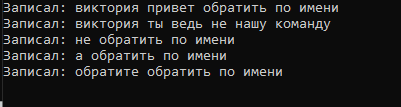 Записал: виктория привет обратить по имени
Записал: виктория ты ведь не нашу команду
Записал: не обратить по имени
Записал: а обратить по имени
Записал: обратите обратить по имени